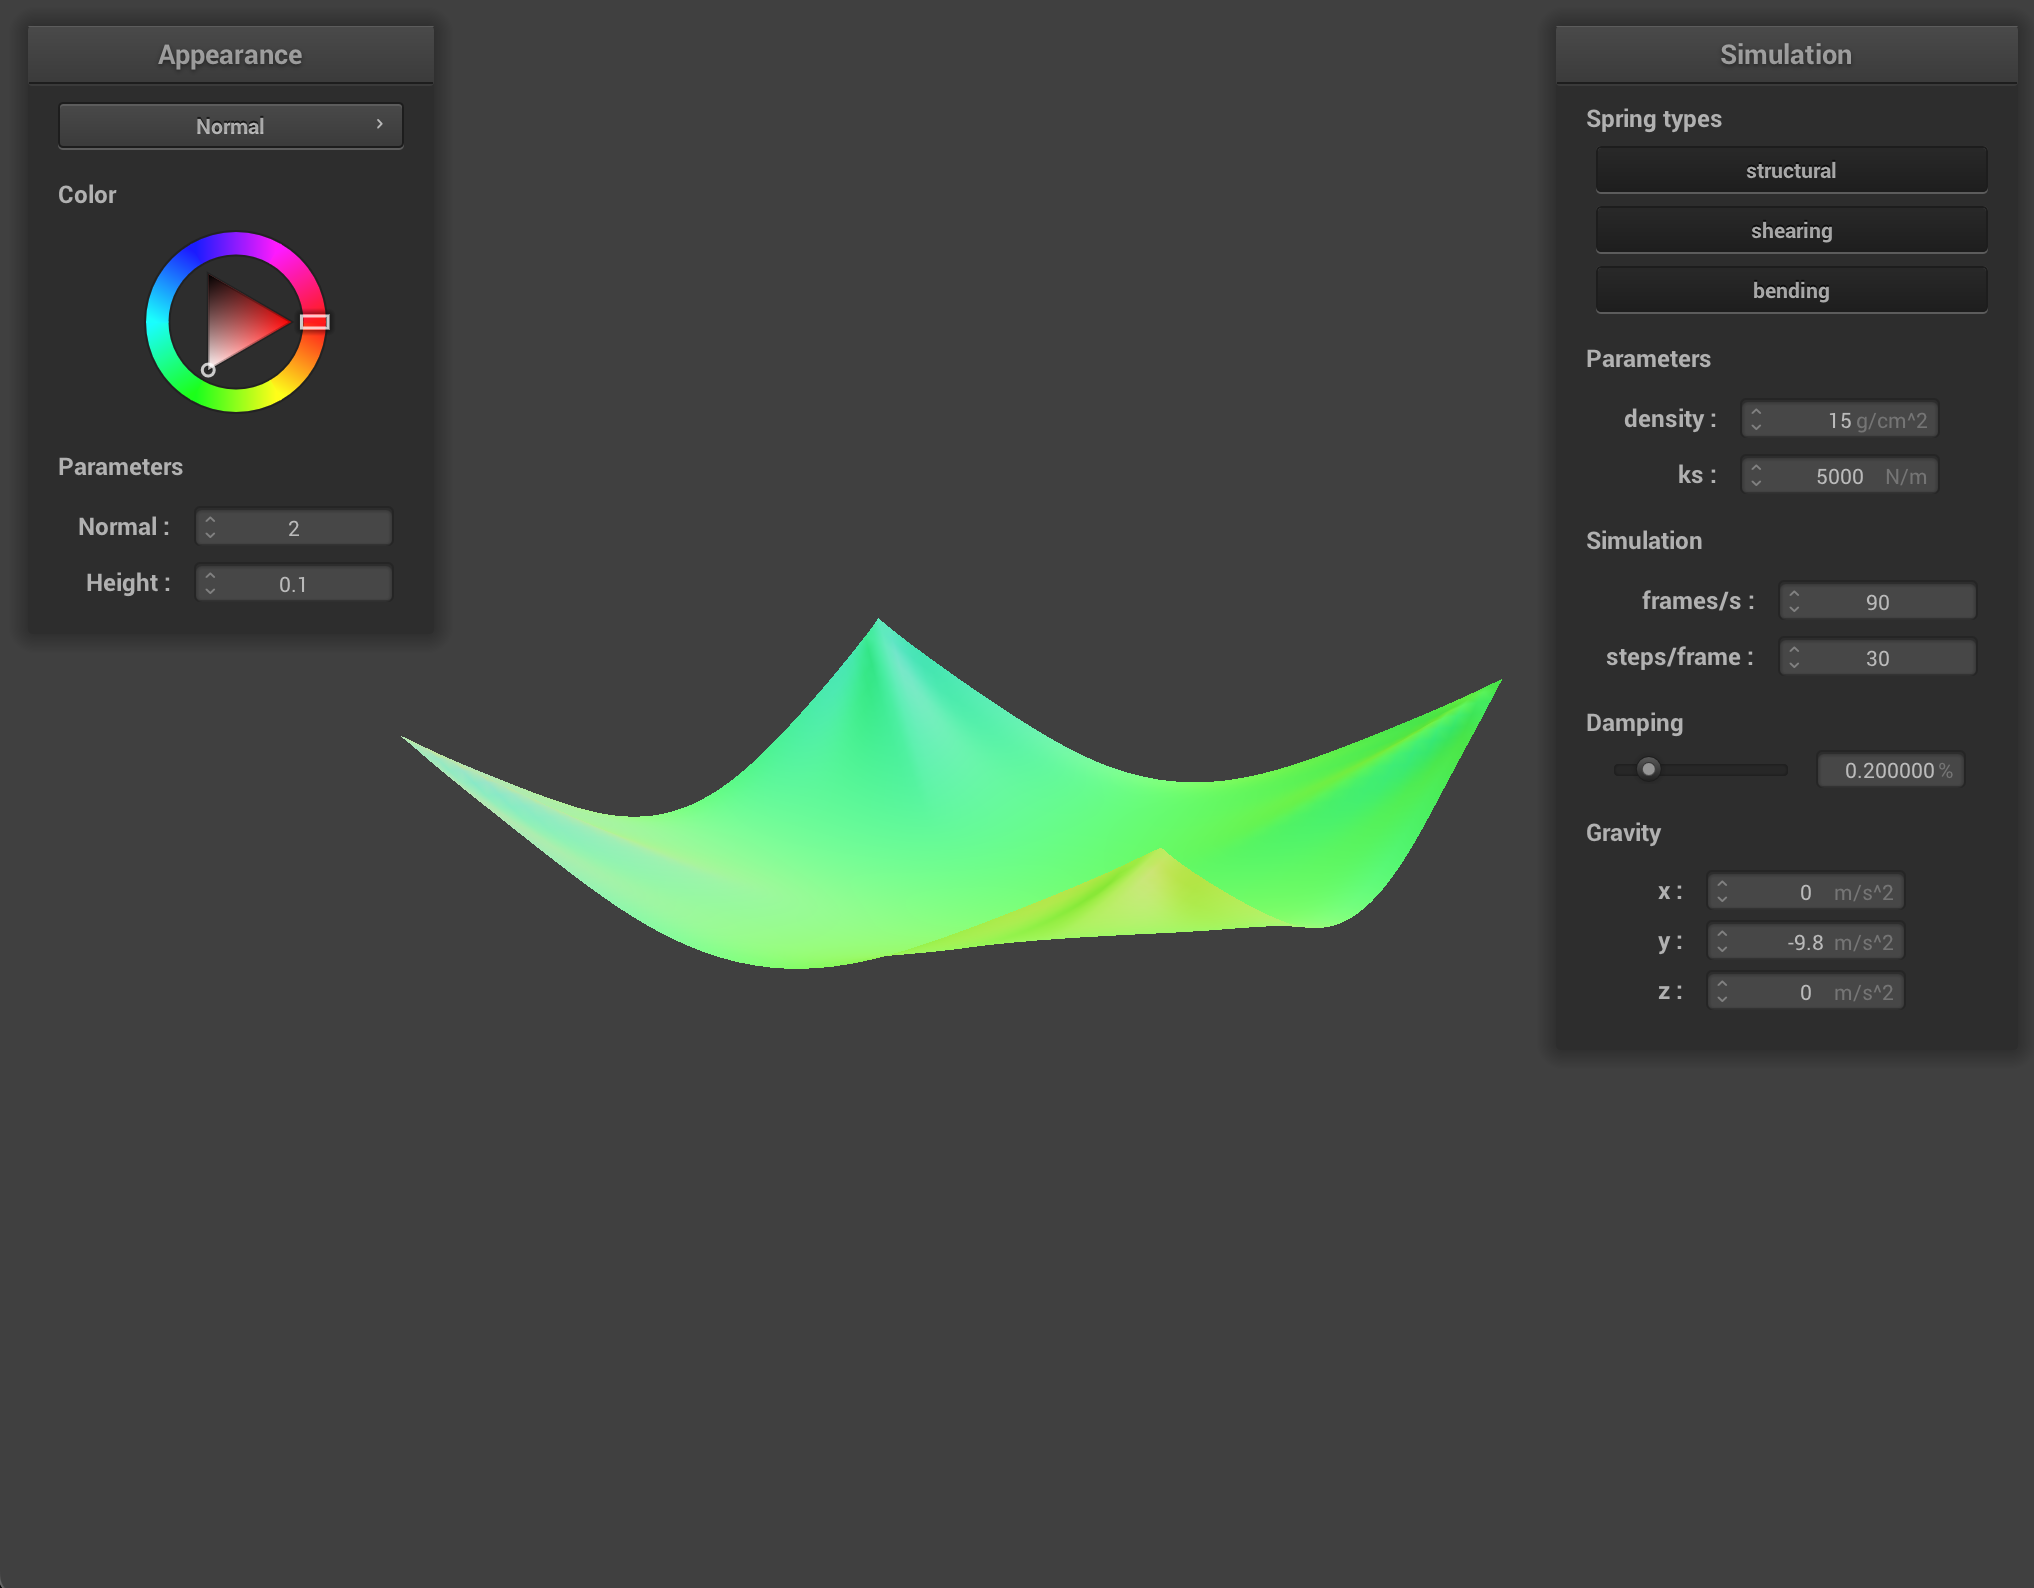 Appearance
Normal
Color
Parameters
Normal : 2
Height : 0.1
Simulation
Spring types
structural
shearing
bending
Parameters
density : 15 g/cm^2
ks : 5000 N/m
Simulation
frames/s : 90
steps/frame : 30
Damping
0.200000 %
Gravity
x : 0 m/s^2
y : -9.8 m/s^2
z : 0 m/s^2